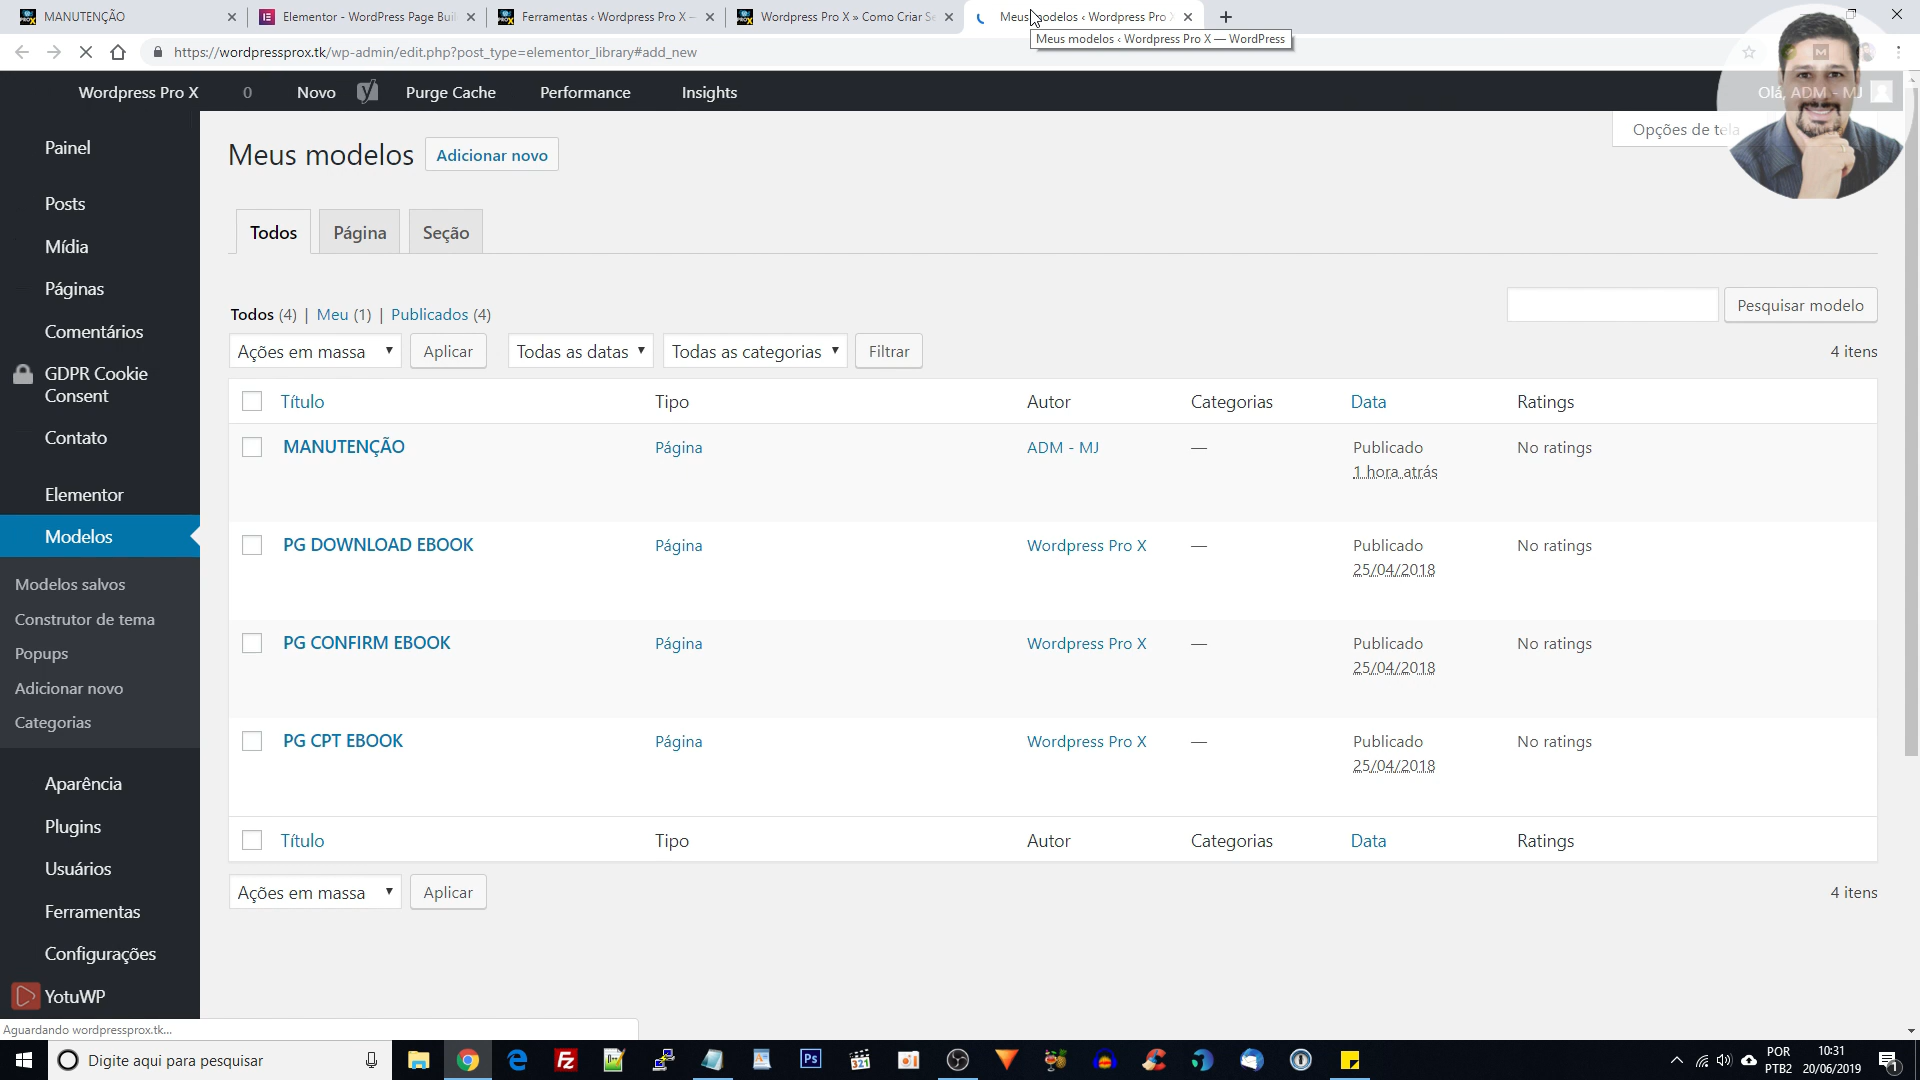 MANUTENÇÃO
Elementor - WordPress Page Buil
Ferramentas ‹ Wordpress Pro X —
Wordpress Pro X » Como Criar Se
Meus modelos ‹ Wordpress Pro X
Meus modelos ‹ Wordpress Pro X — WordPress
https://wordpressprox.tk/wp-admin/edit.php?post_type=elementor_library#add_new
Wordpress Pro X
0
Novo
Purge Cache
Performance
Insights
Olá, ADM - MJ
Opções de tela
Painel
Posts
Mídia
Páginas
Comentários
GDPR Cookie
Consent
Contato
Elementor
Modelos
Modelos salvos
Construtor de tema
Popups
Adicionar novo
Categorias
Aparência
Plugins
Usuários
Ferramentas
Configurações
YotuWP
Meus modelos
Adicionar novo
Todos
Página
Seção
Todos (4) | Meu (1) | Publicados (4)
Pesquisar modelo
Ações em massa
Aplicar
Todas as datas
Todas as categorias
Filtrar
4 itens
Título Tipo Autor Categorias Data Ratings
MANUTENÇÃO Página ADM - MJ — Publicado No ratings
1 hora atrás
PG DOWNLOAD EBOOK Página Wordpress Pro X — Publicado No ratings
25/04/2018
PG CONFIRM EBOOK Página Wordpress Pro X — Publicado No ratings
25/04/2018
PG CPT EBOOK Página Wordpress Pro X — Publicado No ratings
25/04/2018
Título Tipo Autor Categorias Data Ratings
Ações em massa
Aplicar
4 itens
Aguardando wordpressprox.tk...
Digite aqui para pesquisar
Ps
321
POR
PTB2
10:31
20/06/2019
1